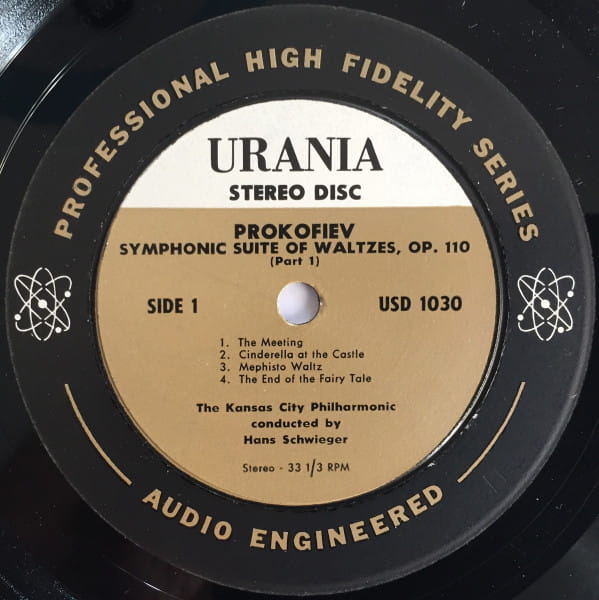 PROFESSIONAL HIGH FIDELITY SERIES
URANIA
STEREO DISC
PROKOFIEV
SYMPHONIC SUITE OF WALTZES, OP. 110
(Part 1)
SIDE 1
USD 1030
1. The Meeting
2. Cinderella at the Castle
3. Mephisto Waltz
4. The End of the Fairy Tale
The Kansas City Philharmonic
conducted by
Hans Schwieger
Stereo - 33 1/3 RPM
AUDIO ENGINEERED